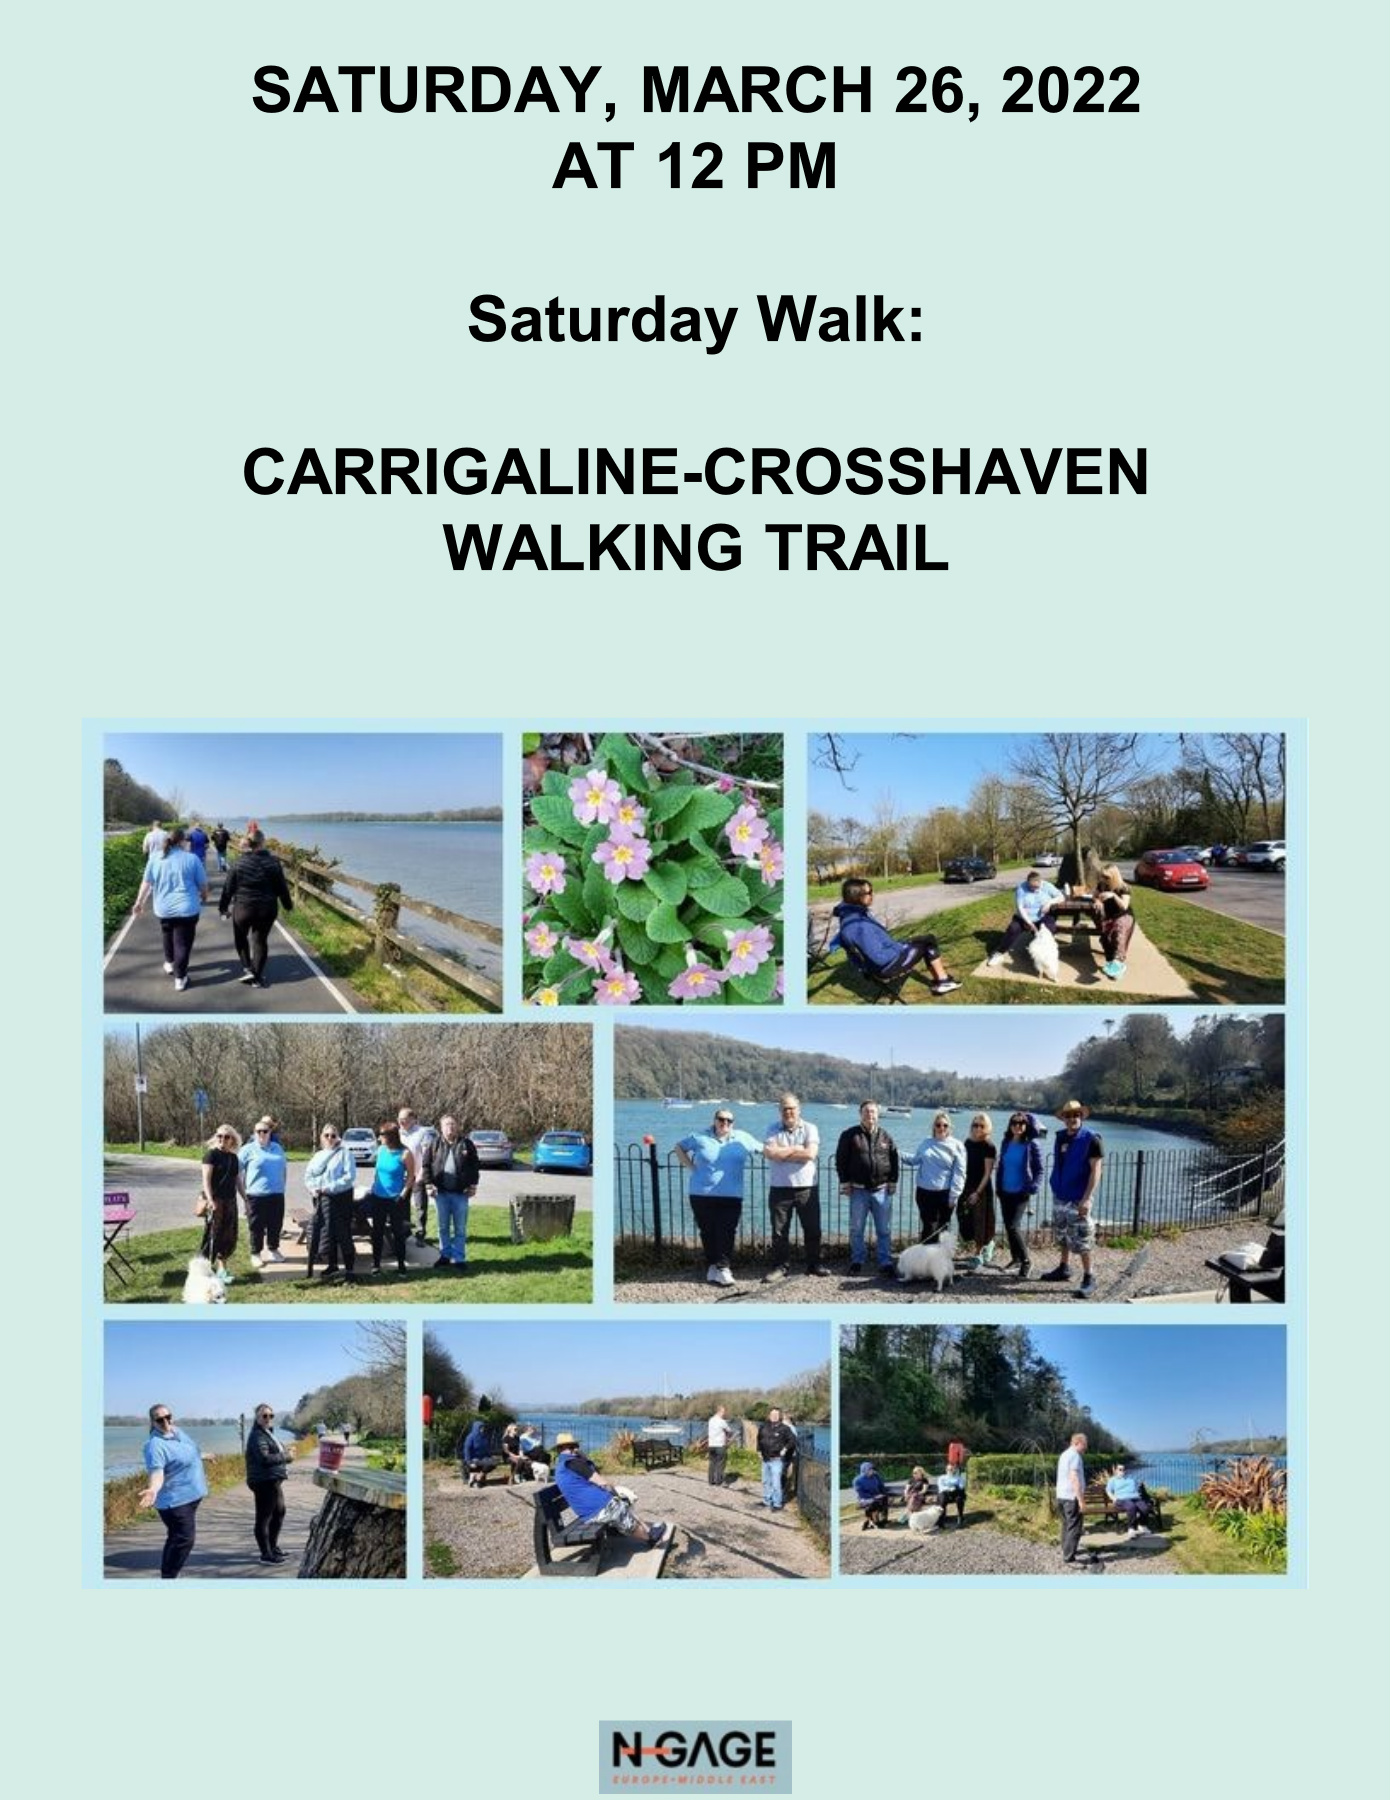 SATURDAY, MARCH 26, 2022
AT 12 PM
Saturday Walk:
CARRIGALINE-CROSSHAVEN
WALKING TRAIL
N-GAGE
EUROPE-MIDDLE EAST